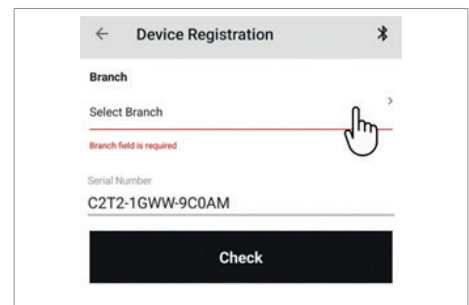 Device Registration
Branch
Select Branch
Branch field is required
Serial Number
C2T2-1GWW-9C0AM
Check